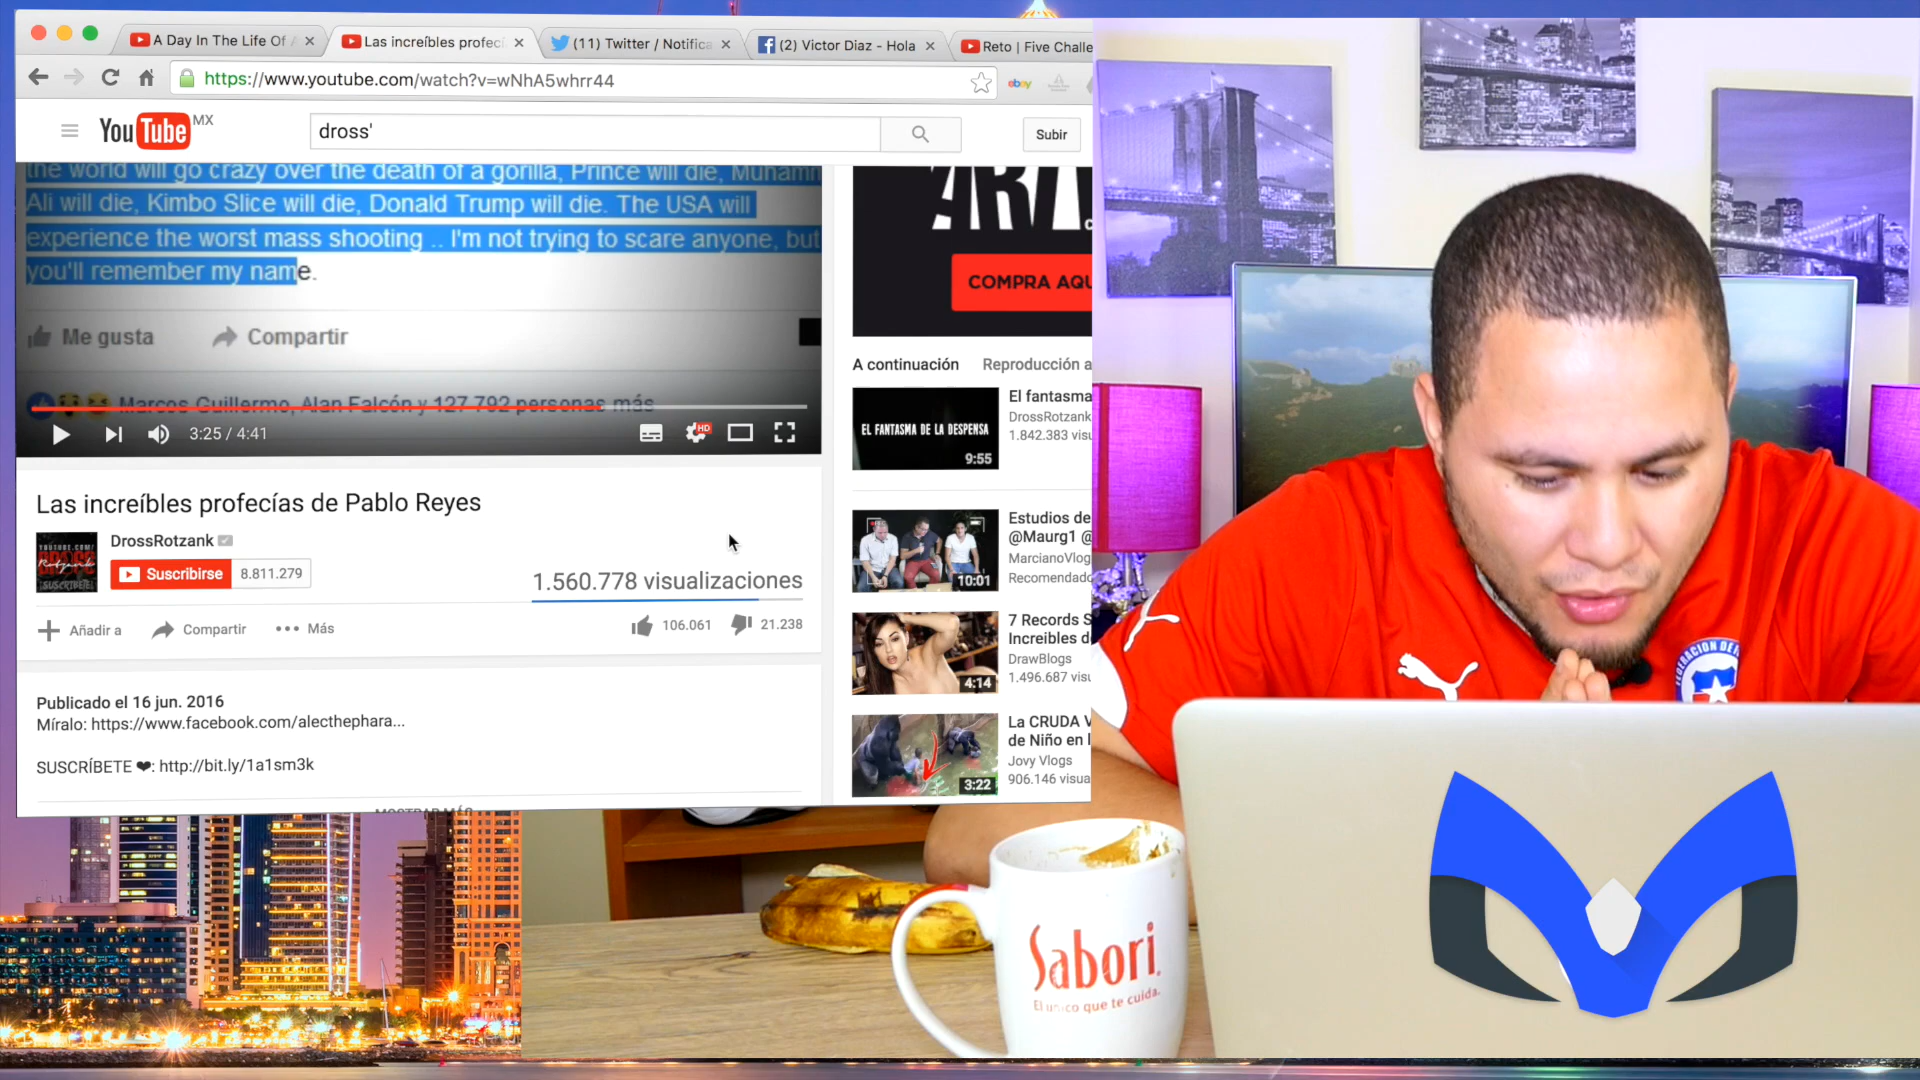 A Day In The Life Of
Las increíbles profecí
(11) Twitter / Notifica
(2) Victor Diaz - Hola
Reto | Five Challe
https://www.youtube.com/watch?v=wNhA5whrr44
ebay
YouTube MX
dross'
Subir
the world will go crazy over the death of a gorilla, Prince will die, Muhamm
Ali will die, Kimbo Slice will die, Donald Trump will die. The USA will
experience the worst mass shooting .. I'm not trying to scare anyone, but
you'll remember my name.
Me gusta
Compartir
Marcos Guillermo, Alan Falcón y 127.792 personas más
3:25 / 4:41
HD
COMPRA AQU
A continuación
Reproducción a
EL FANTASMA DE LA DESPENSA
9:55
El fantasma
DrossRotzank
1.842.383 visu
10:01
Estudios de
@Maurg1 @
MarcianoVlog
Recomendado
4:14
7 Records S
Increibles d
DrawBlogs
1.496.687 visu
3:22
La CRUDA V
de Niño en l
Jovy Vlogs
906.146 visua
Las increíbles profecías de Pablo Reyes
DrossRotzank
Suscribirse
8.811.279
1.560.778 visualizaciones
Añadir a
Compartir
Más
106.061
21.238
Publicado el 16 jun. 2016
Míralo: https://www.facebook.com/alecthephara...
SUSCRÍBETE ❤: http://bit.ly/1a1sm3k
MOSTRAR MÁS
Sabori.
El único que te cuida.
FEDERACION DE F